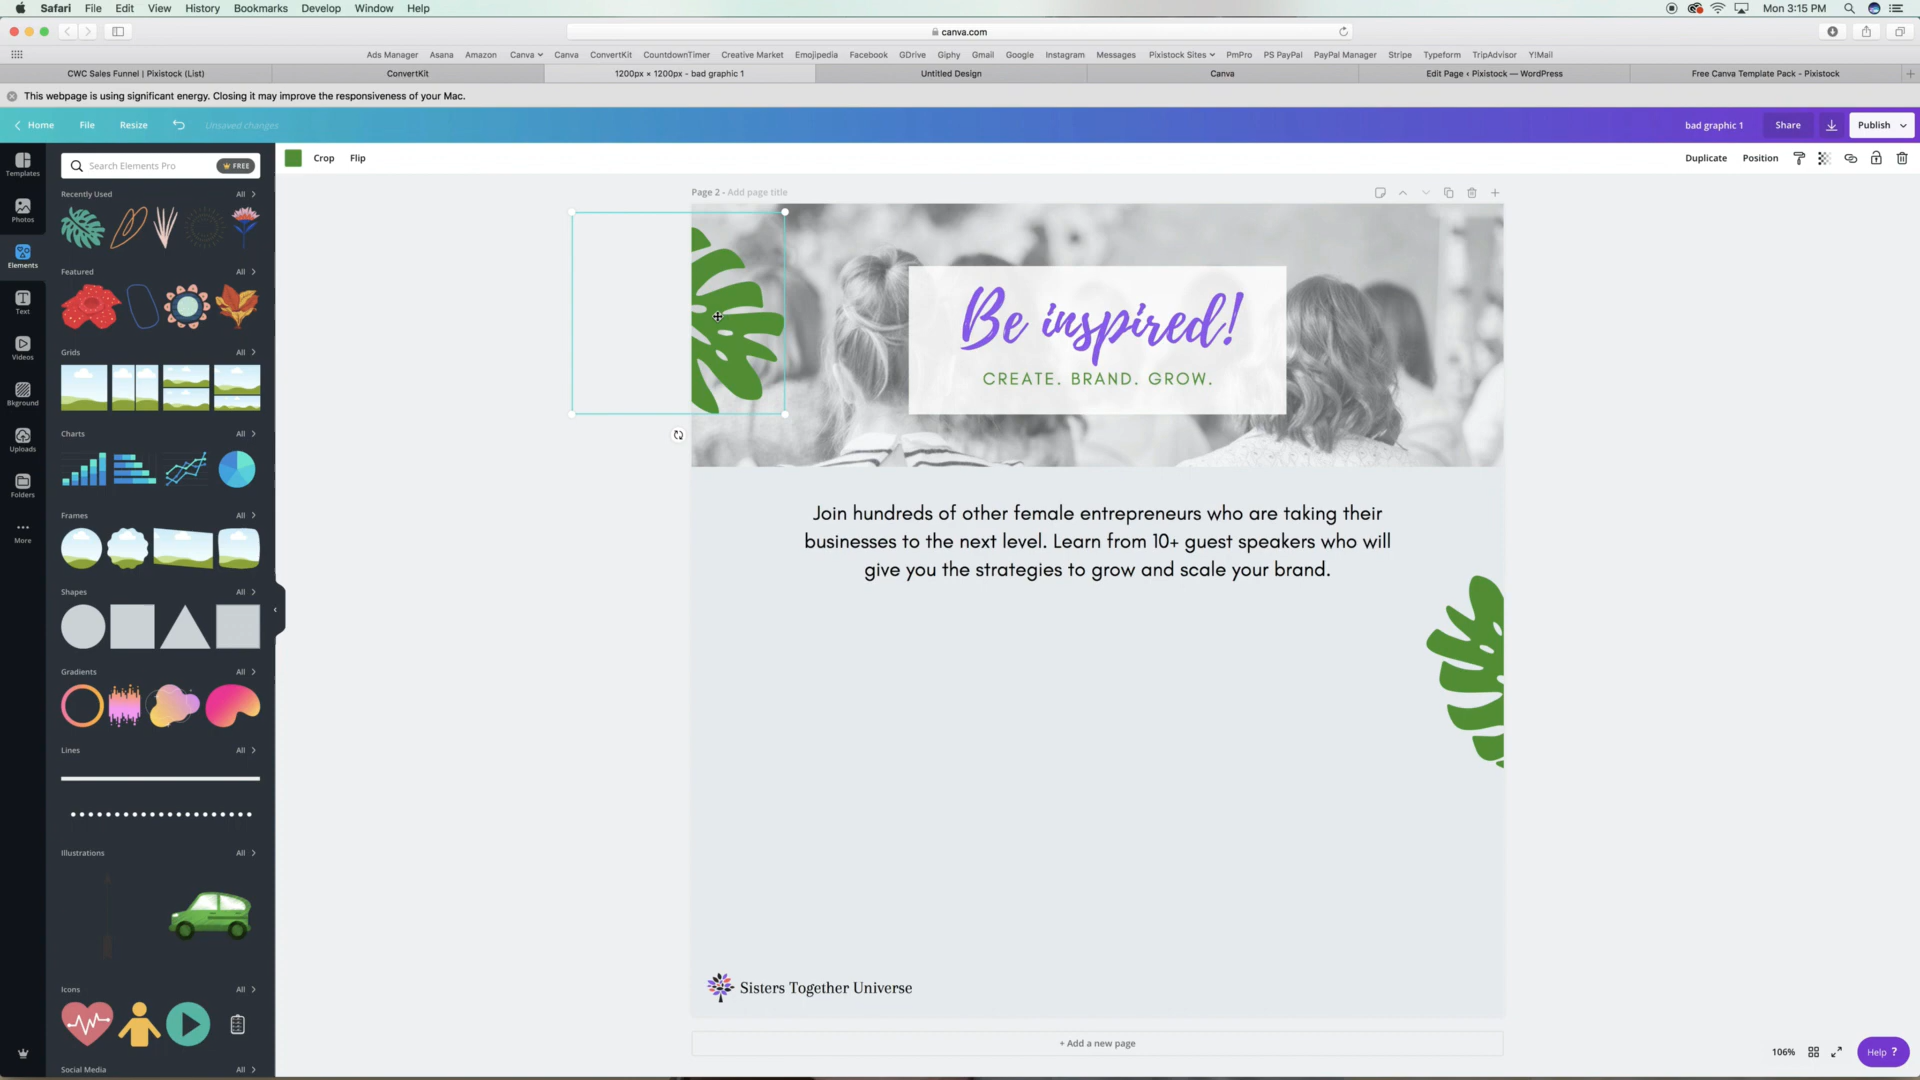 Safari File Edit View History Bookmarks Develop Window Help
Mon 3:15 PM
canva.com
Ads Manager Asana Amazon Canva Canva ConvertKit CountdownTimer Creative Market Emojipedia Facebook GDrive Giphy Gmail Google Instagram Messages Pixistock Sites PmPro PS PayPal PayPal Manager Stripe Typeform TripAdvisor Y!Mail
CWC Sales Funnel | Pixistock (List)
ConvertKit
1200px × 1200px - bad graphic 1
Untitled Design
Canva
Edit Page ‹ Pixistock — WordPress
Free Canva Template Pack - Pixistock
This webpage is using significant energy. Closing it may improve the responsiveness of your Mac.
Home File Resize Unsaved changes
bad graphic 1 Share Publish
Templates
Photos
Elements
Text
Videos
Bkground
Uploads
Folders
More
Search Elements Pro FREE
Recently Used All
Featured All
Grids All
Charts All
Frames All
Shapes All
Gradients All
Lines All
Illustrations All
Icons All
Social Media All
Crop Flip
Duplicate Position
Page 2 - Add page title
Be inspired!
CREATE. BRAND. GROW.
Join hundreds of other female entrepreneurs who are taking their
businesses to the next level. Learn from 10+ guest speakers who will
give you the strategies to grow and scale your brand.
Sisters Together Universe
+ Add a new page
106%
Help ?